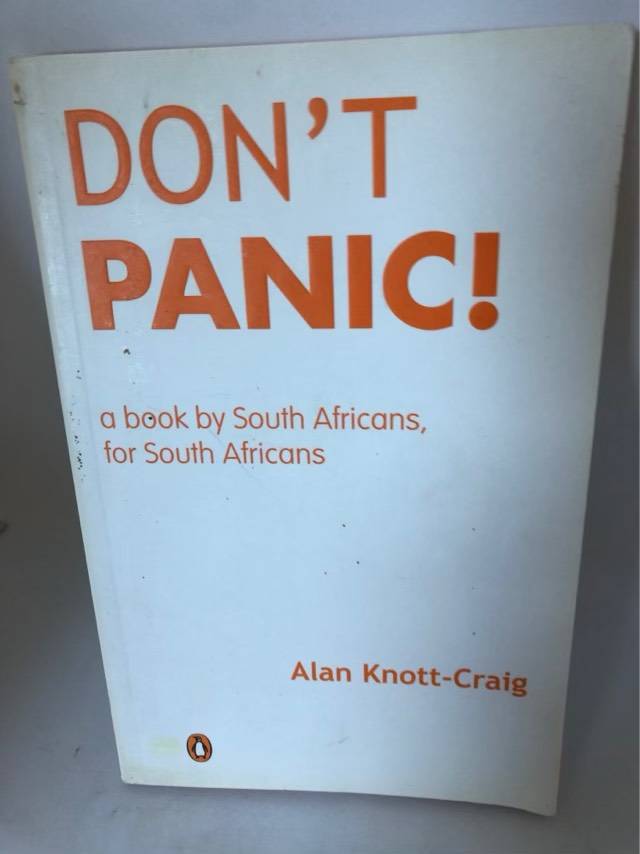 DON'T
PANIC!
a book by South Africans,
for South Africans
Alan Knott-Craig